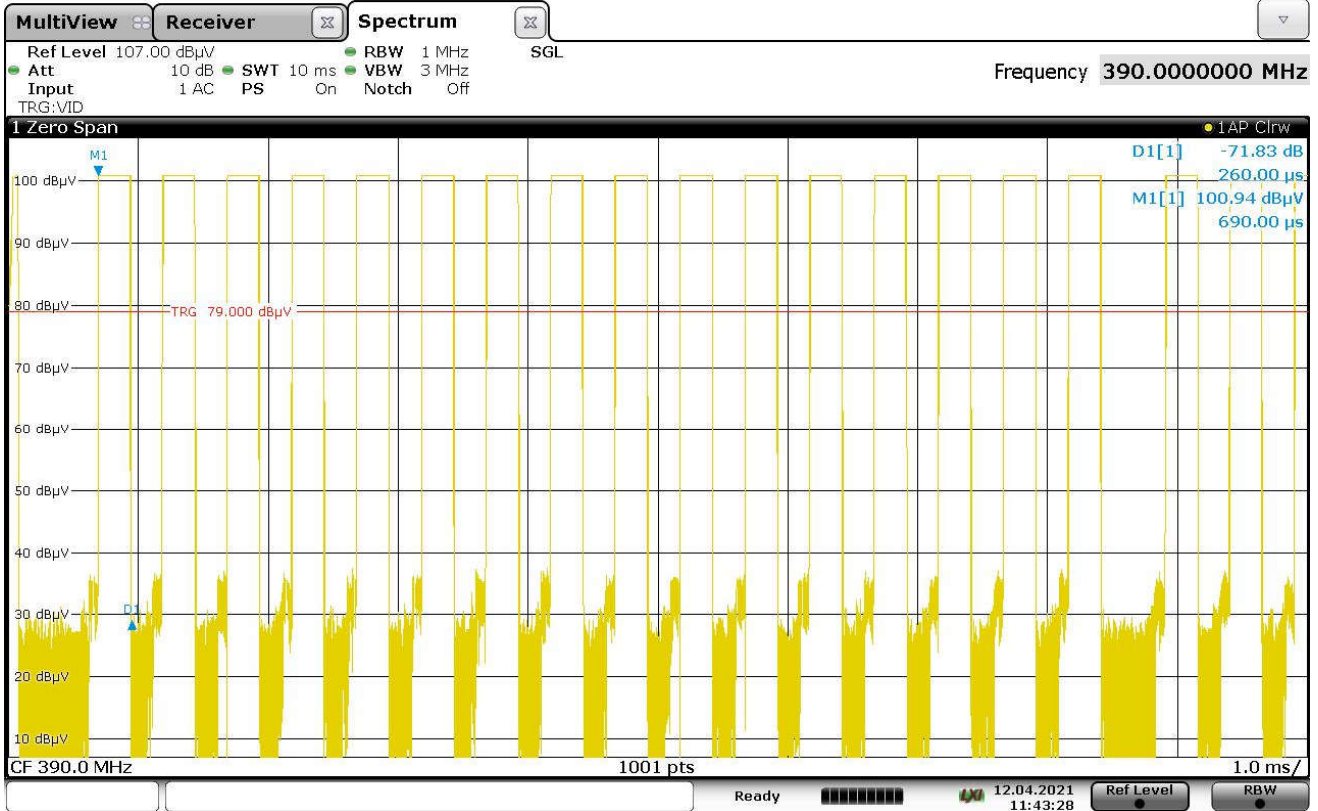 MultiView Receiver Spectrum
Ref Level 107.00 dBµV RBW 1 MHz SGL
Att 10 dB SWT 10 ms VBW 3 MHz
Input 1 AC PS On Notch Off
TRG:VID
Frequency 390.0000000 MHz
1 Zero Span 1AP Clrw
D1[1] -71.83 dB
260.00 µs
M1[1] 100.94 dBµV
690.00 µs
M1
100 dBµV
90 dBµV
80 dBµV
TRG 79.000 dBµV
70 dBµV
60 dBµV
50 dBµV
40 dBµV
30 dBµV
D1
20 dBµV
10 dBµV
CF 390.0 MHz 1001 pts 1.0 ms/
Ready LXI 12.04.2021 Ref Level RBW
11:43:28